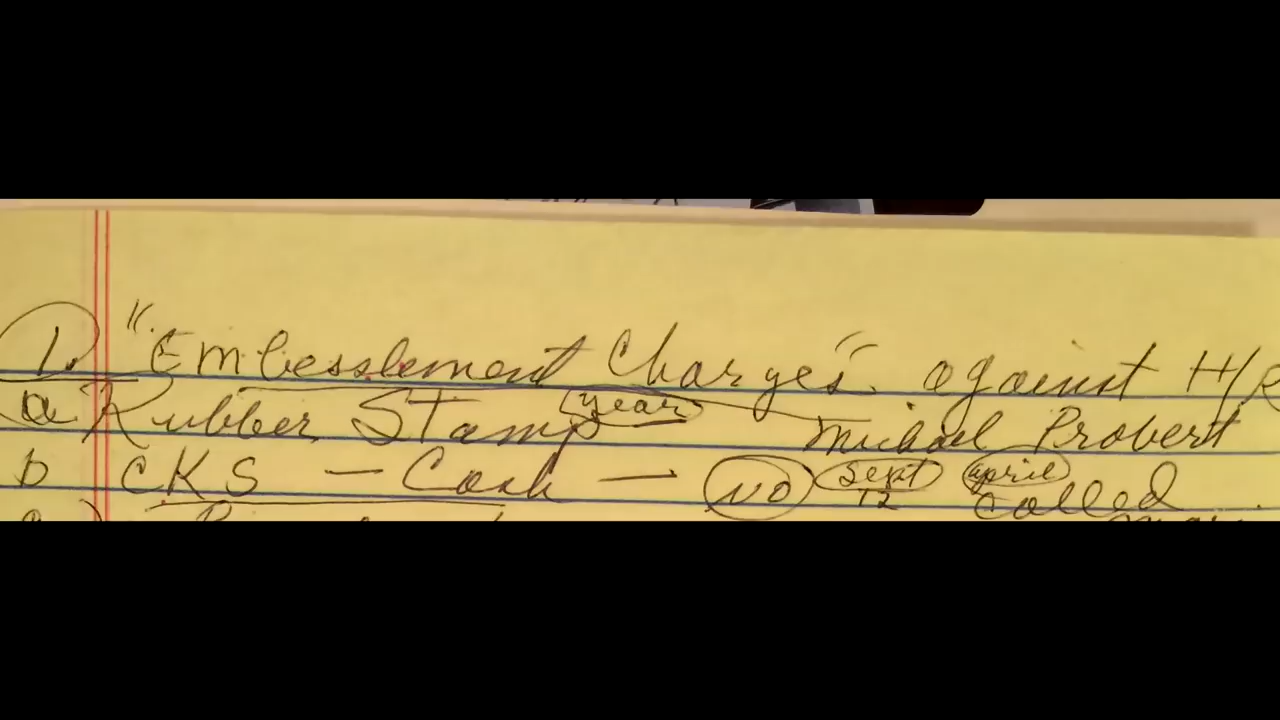 1. "Embesslement Charges" against H/R
a Rubber Stamp (year) Michael Probert
b CKS - Cash - NO Sept 12 april Called